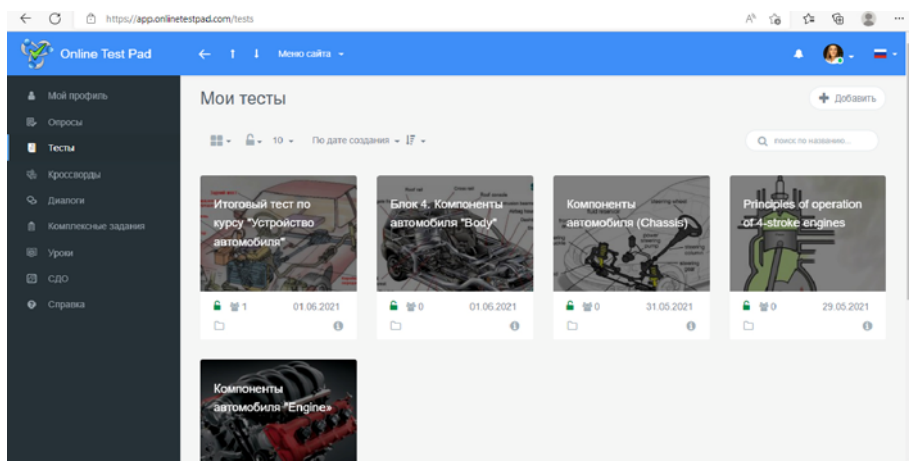 https://app.onlinetestpad.com/tests
Online Test Pad
Меню сайта
Мой профиль
Опросы
Тесты
Кроссворды
Диалоги
Комплексные задания
Уроки
СДО
Справка
Мои тесты
Добавить
10
По дате создания
поиск по названию...
Итоговый тест по
курсу "Устройство
автомобиля"
1
01.06.2021
Блок 4. Компоненты
автомобиля "Body"
0
01.06.2021
Компоненты
автомобиля (Chassis)
0
31.05.2021
Principles of operation
of 4-stroke engines
0
29.05.2021
Компоненты
автомобиля "Engine»